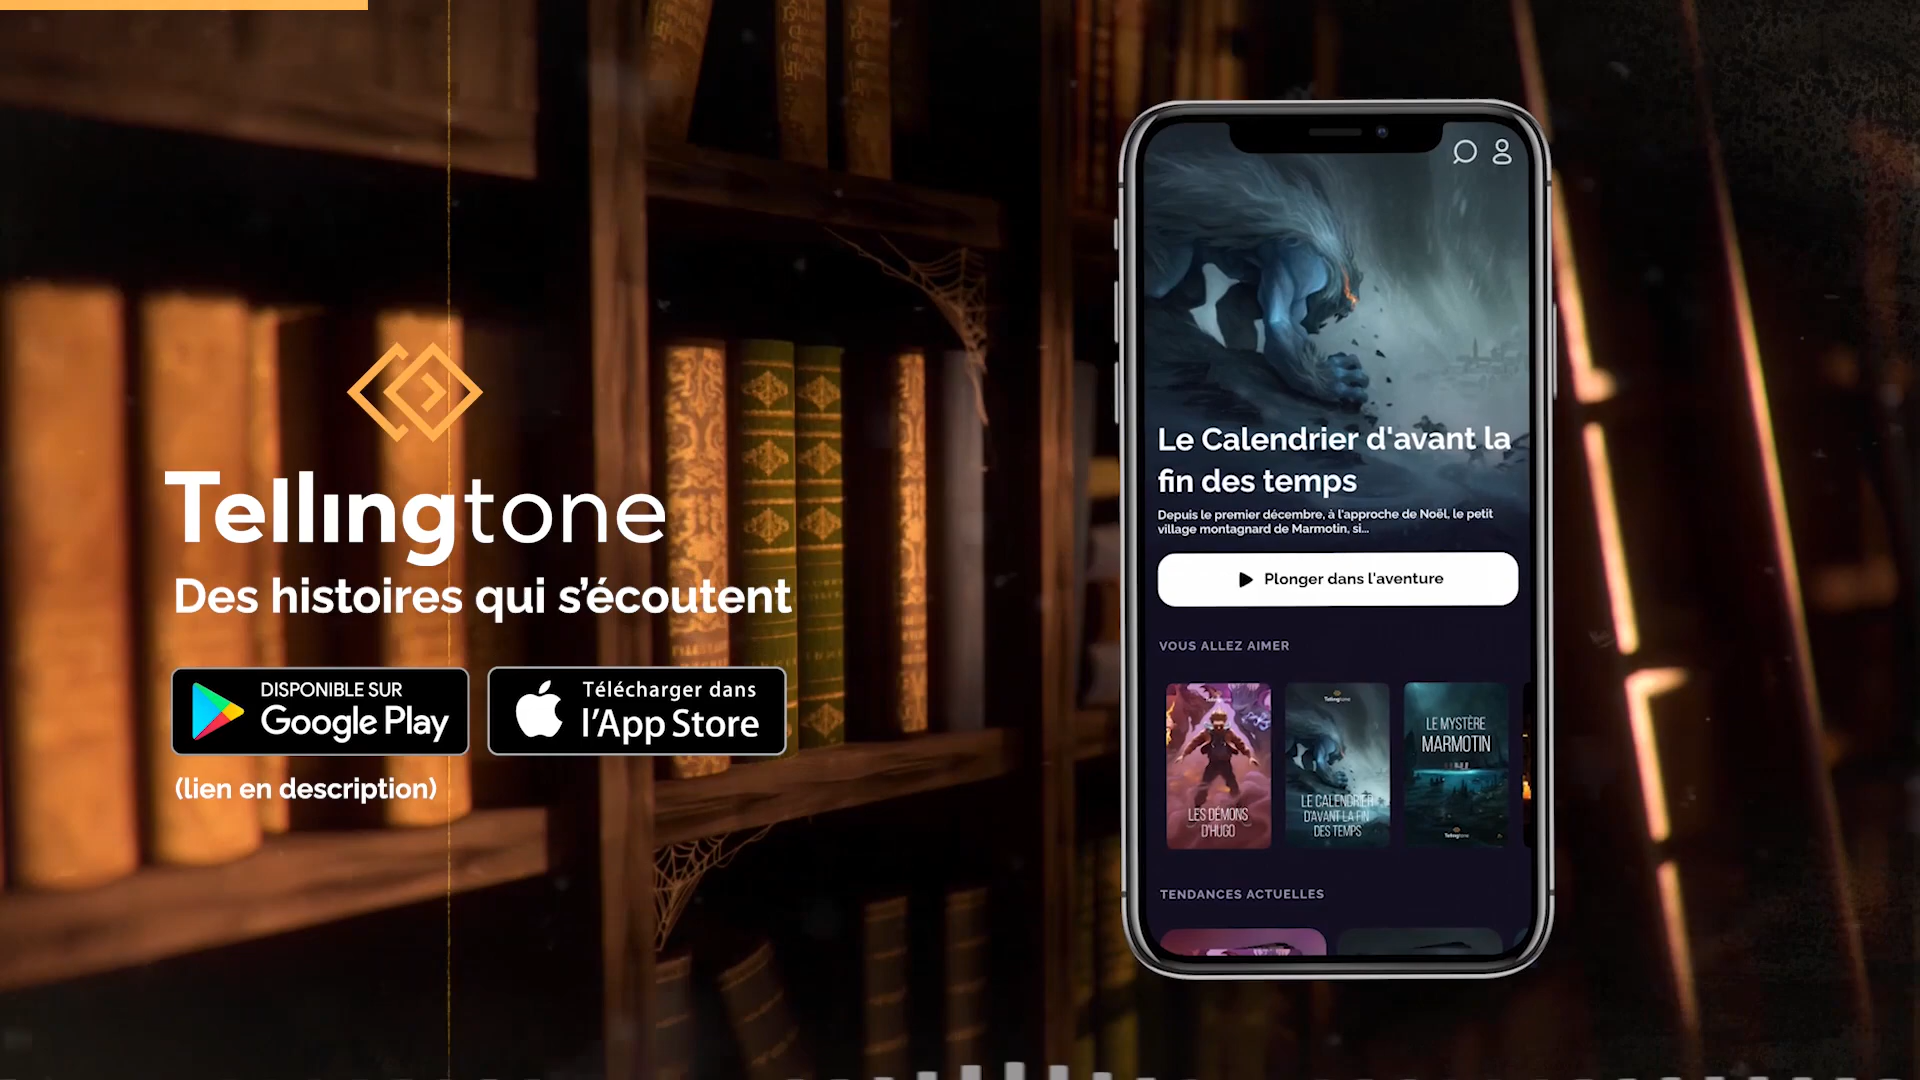 Tellingtone
Des histoires qui s'écoutent
DISPONIBLE SUR
Google Play
Télécharger dans
l'App Store
(lien en description)
Le Calendrier d'avant la
fin des temps
Depuis le premier décembre, à l'approche de Noël, le petit
village montagnard de Marmotin, si...
Plonger dans l'aventure
VOUS ALLEZ AIMER
Tellingtone
LES DÉMONS
D'HUGO
Tellingtone
LE CALENDRIER
D'AVANT LA FIN
DES TEMPS
LE MYSTÈRE
MARMOTIN
Tellingtone
TENDANCES ACTUELLES